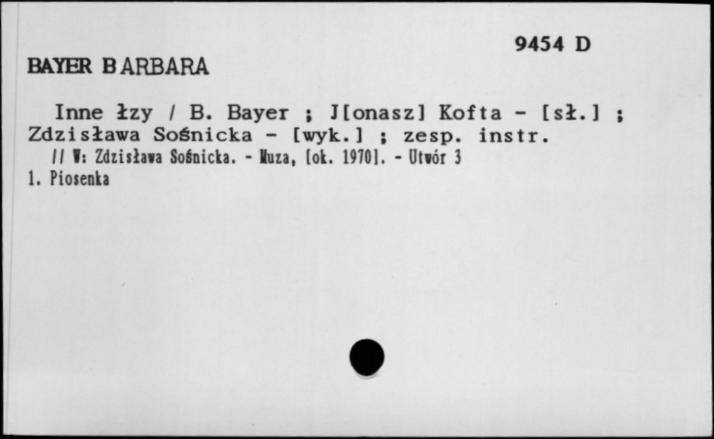 9454 D
BAYER BARBARA
Inne łzy / B. Bayer ; J[onasz] Kofta - [sł.] ;
Zdzisława Sośnicka - [wyk.] ; zesp. instr.
// W: Zdzisława Sośnicka. - Muza, [ok. 1970]. - Utwór 3
1. Piosenka